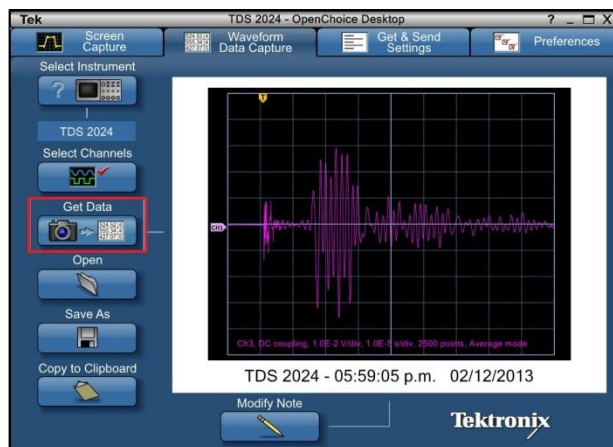 Tek
TDS 2024 - OpenChoice Desktop
? _ □ X
Screen
Capture
Waveform
Data Capture
Get & Send
Settings
Preferences
Select Instrument
?
TDS 2024
Select Channels
Get Data
Open
Save As
Copy to Clipboard
T
CH3
Ch3, DC coupling, 1.0E-2 V/div, 1.0E-5 s/div, 2500 points, Average mode
TDS 2024 - 05:59:05 p.m. 02/12/2013
Modify Note
Tektronix